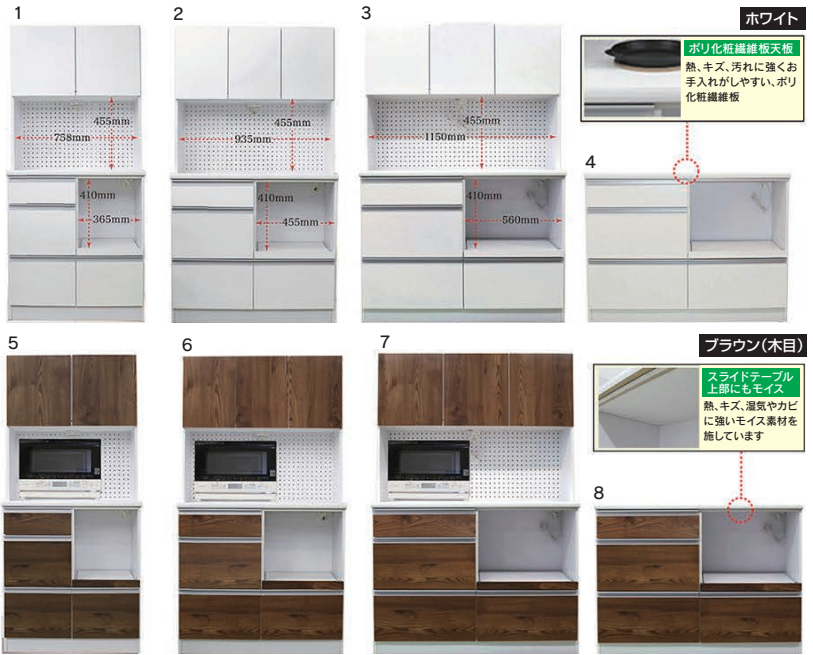 1
2
3
ホワイト
ポリ化粧繊維板天板
熱、キズ、汚れに強くお
手入れがしやすい、ポリ
化粧繊維板
455mm
758mm
455mm
935mm
455mm
1150mm
4
410mm
365mm
410mm
455mm
410mm
560mm
5
6
7
ブラウン(木目)
スライドテーブル
上部にもモイス
熱、キズ、湿気やカビ
に強いモイス素材を
施しています
8